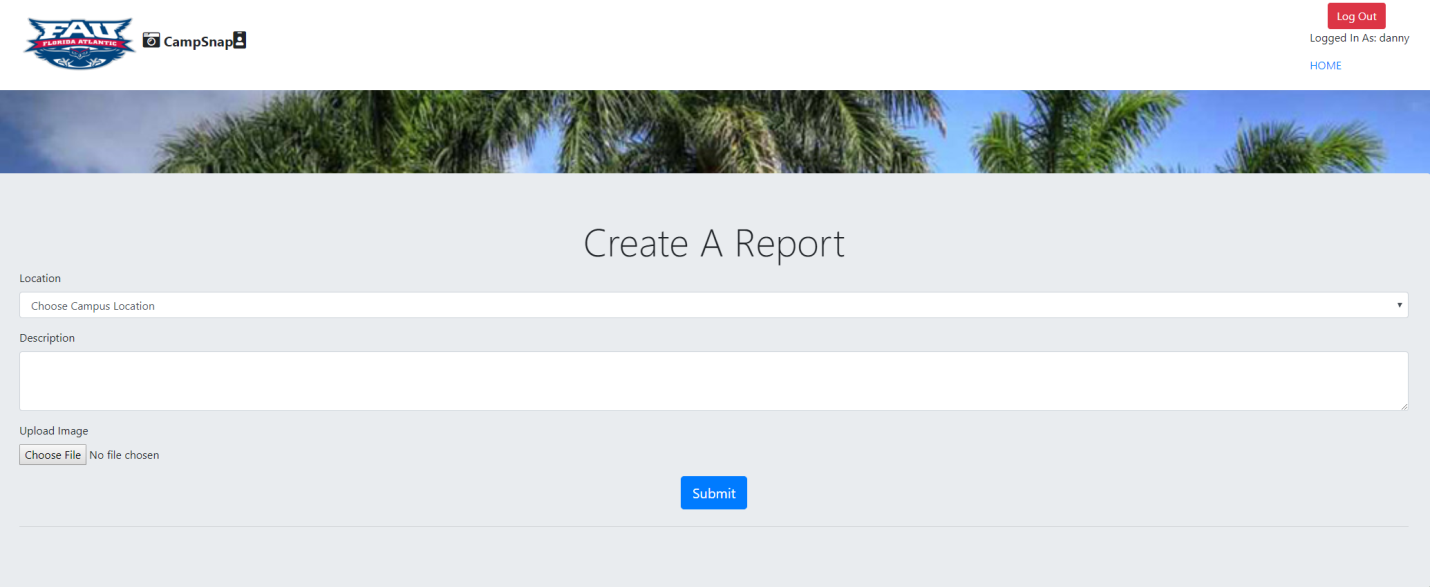 FAU
FLORIDA ATLANTIC
CampSnap
Log Out
Logged In As: danny
HOME
Create A Report
Location
Choose Campus Location
Description
Upload Image
Choose File No file chosen
Submit